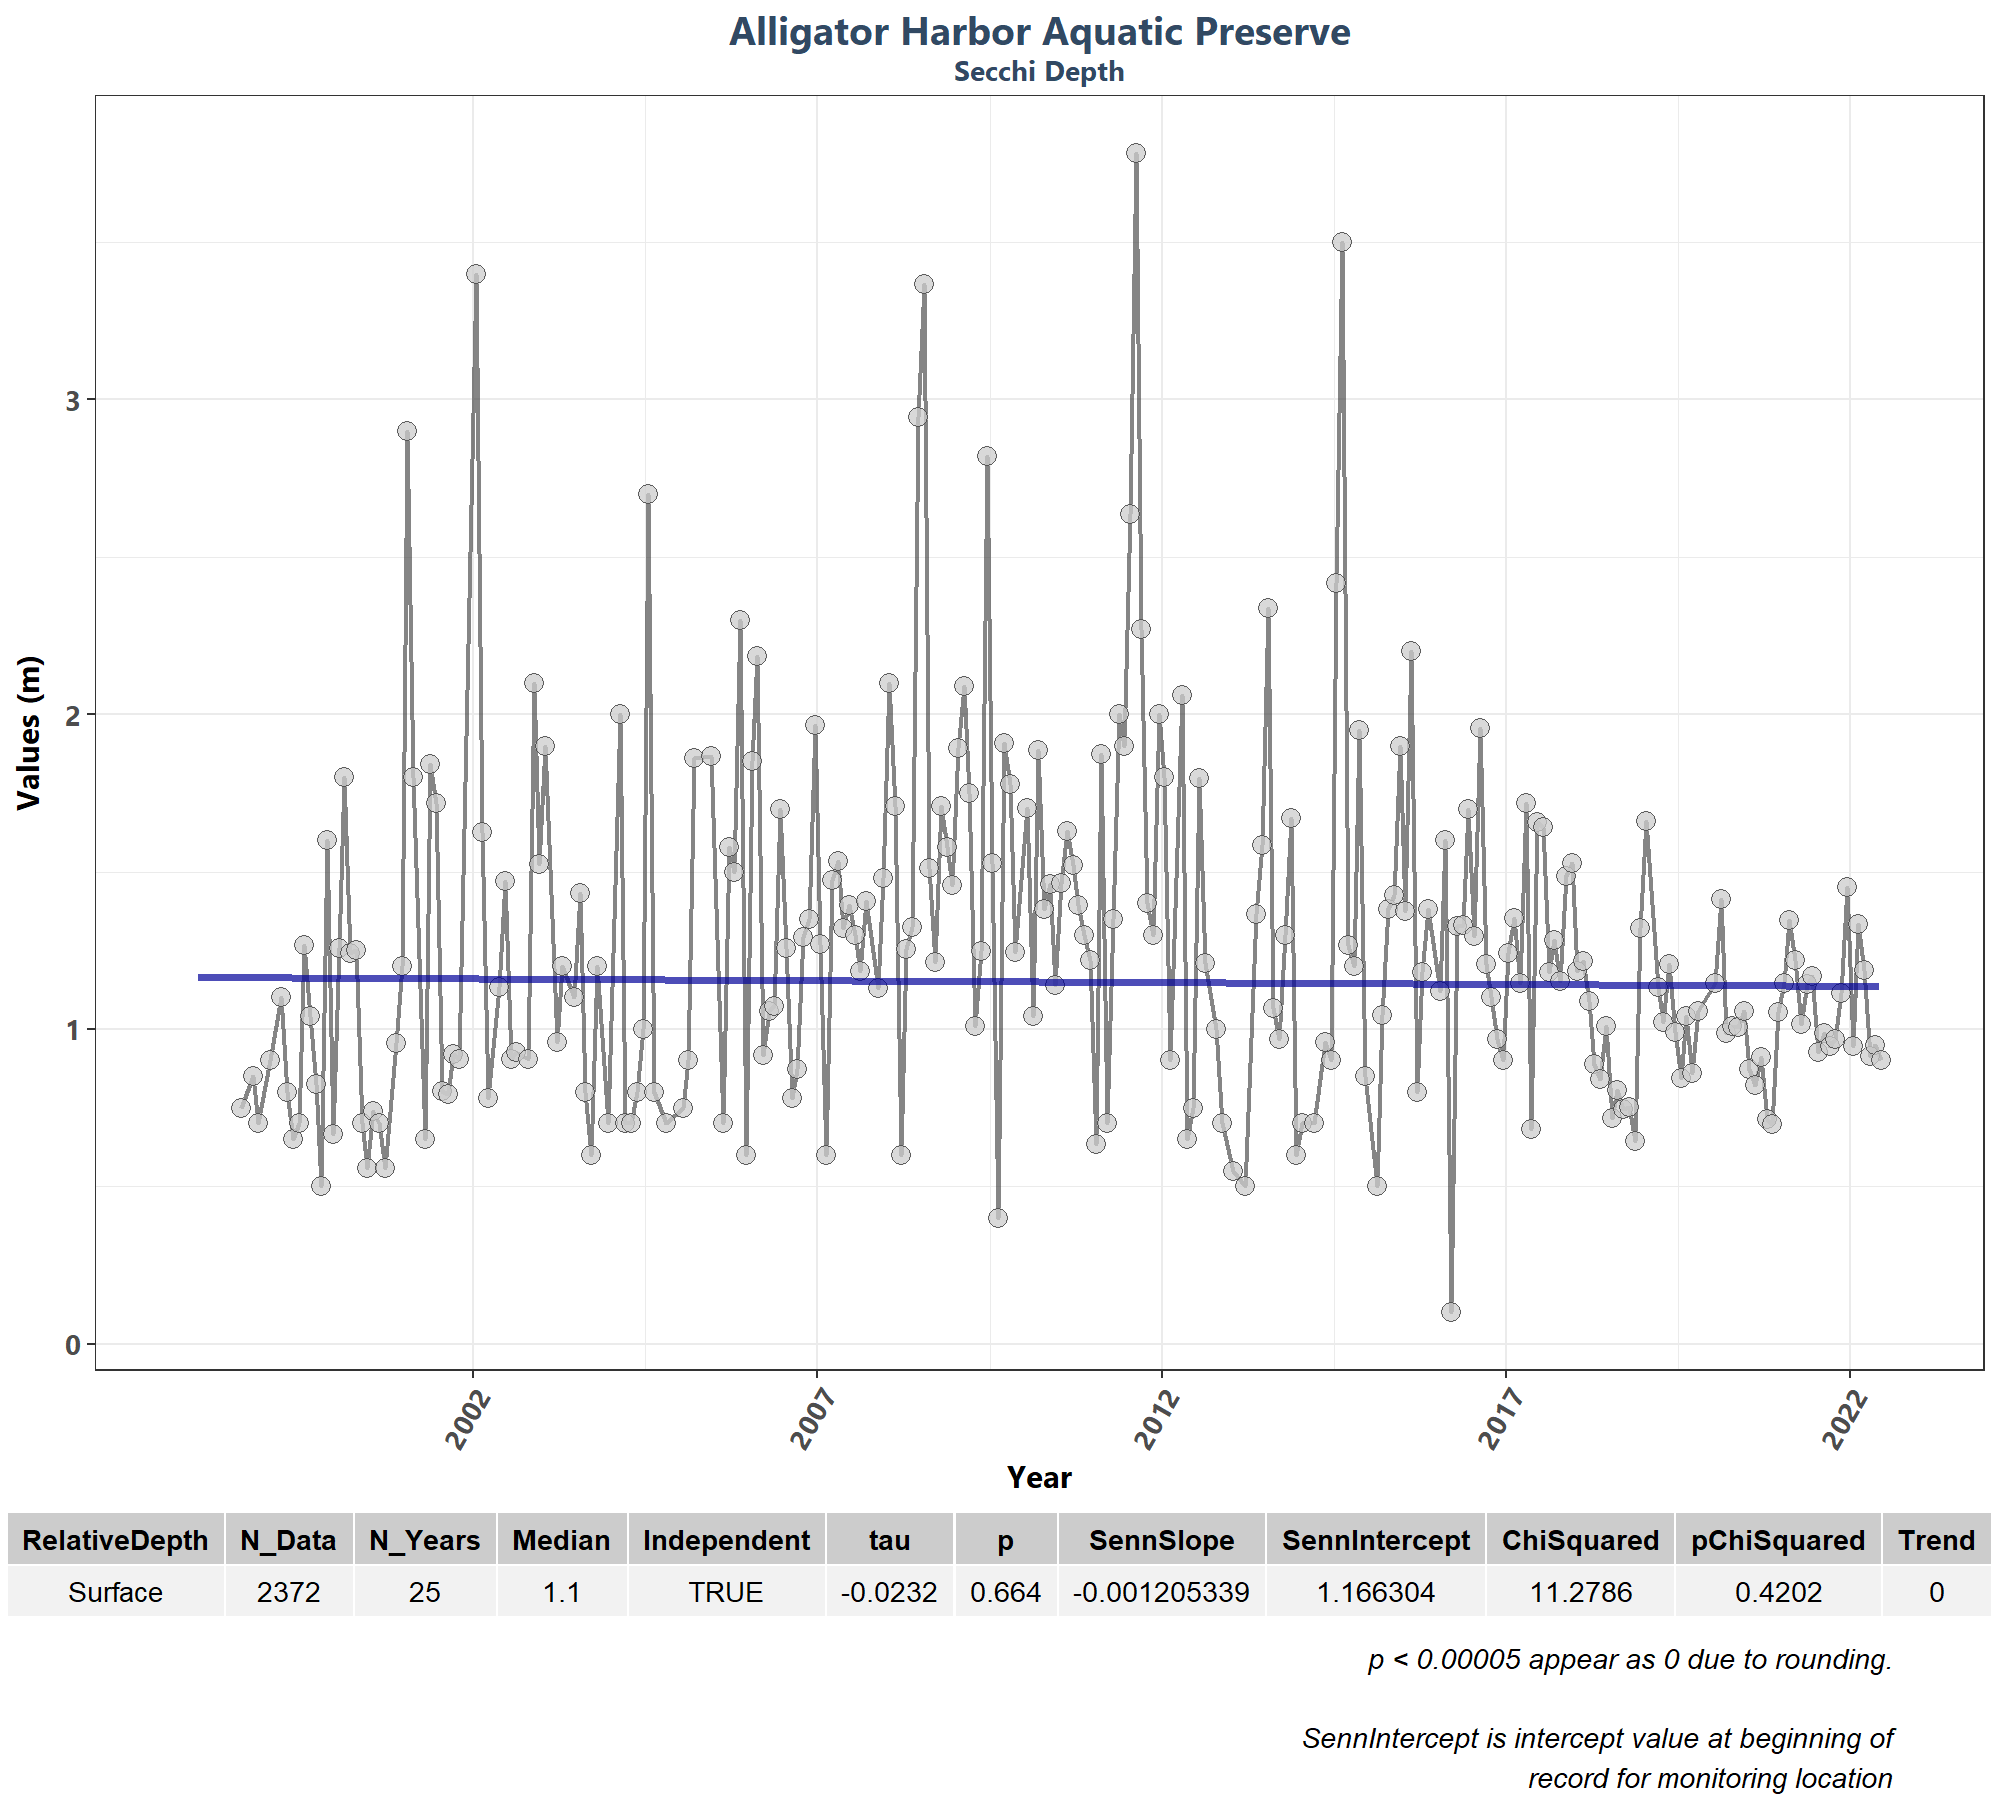 Alligator Harbor Aquatic Preserve
Secchi Depth
Values (m)
3
2
1
0
2002 2007 2012 2017 2022
Year
RelativeDepth N_Data N_Years Median Independent tau p SennSlope SennIntercept ChiSquared pChiSquared Trend
Surface 2372 25 1.1 TRUE -0.0232 0.664 -0.001205339 1.166304 11.2786 0.4202 0
p < 0.00005 appear as 0 due to rounding.
SennIntercept is intercept value at beginning of
record for monitoring location